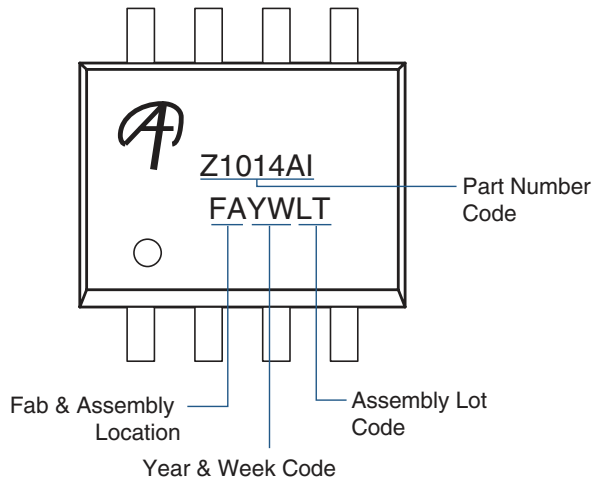 Z1014AI
FAYWLT
Part Number
Code
Fab & Assembly
Location
Assembly Lot
Code
Year & Week Code